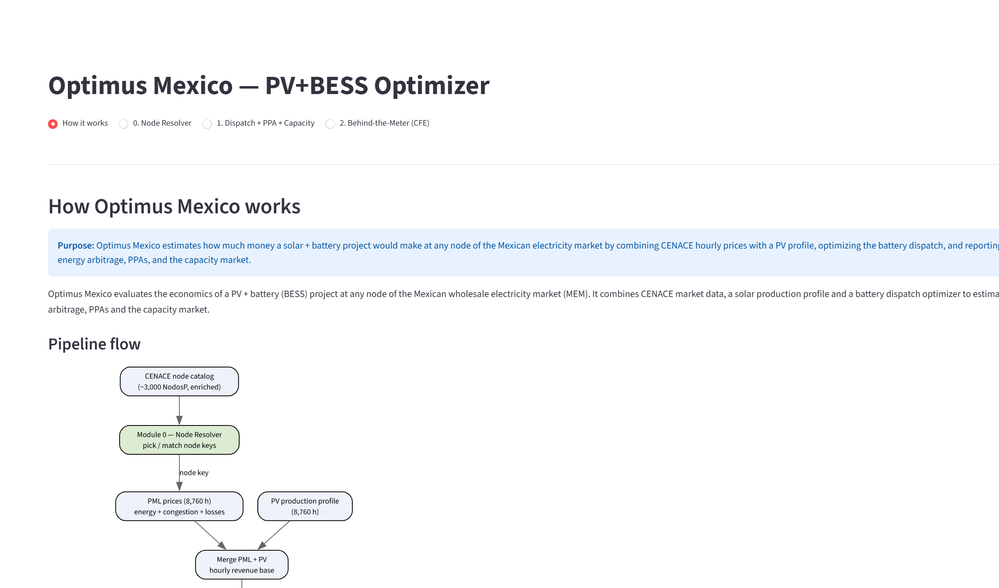 Optimus Mexico — PV+BESS Optimizer
How it works 0. Node Resolver 1. Dispatch + PPA + Capacity 2. Behind-the-Meter (CFE)
How Optimus Mexico works
Purpose: Optimus Mexico estimates how much money a solar + battery project would make at any node of the Mexican electricity market by combining CENACE hourly prices with a PV profile, optimizing the battery dispatch, and reporting
energy arbitrage, PPAs, and the capacity market.
Optimus Mexico evaluates the economics of a PV + battery (BESS) project at any node of the Mexican wholesale electricity market (MEM). It combines CENACE market data, a solar production profile and a battery dispatch optimizer to estima
arbitrage, PPAs and the capacity market.
Pipeline flow
CENACE node catalog
(~3,000 NodosP, enriched)
Module 0 — Node Resolver
pick / match node keys
node key
PML prices (8,760 h)
energy + congestion + losses
PV production profile
(8,760 h)
Merge PML + PV
hourly revenue base